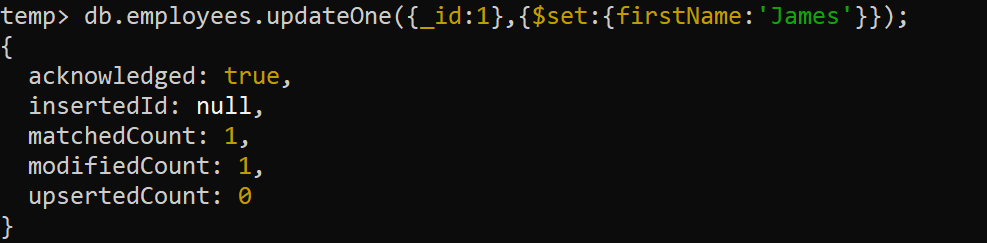 temp> db.employees.updateOne({_id:1},{$set:{firstName:'James'}});
{
  acknowledged: true,
  insertedId: null,
  matchedCount: 1,
  modifiedCount: 1,
  upsertedCount: 0
}